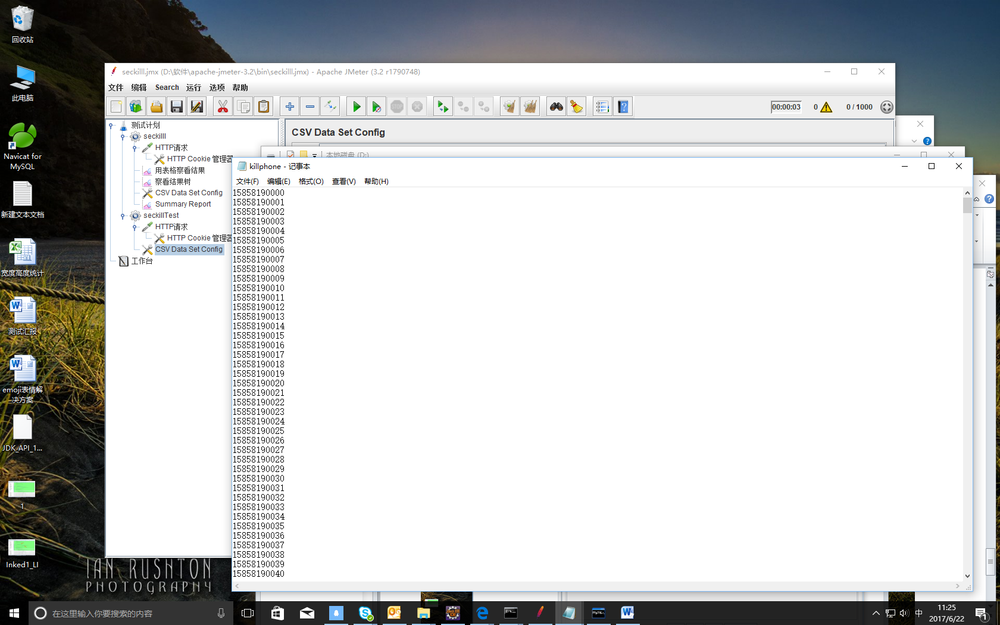 回收站
此电脑
Navicat for
MySQL
新建文本文档
宽度高度统计
测试汇报
emoji表情解
决方案
JDK_API_1...
1
Inked1_LI
seckilll.jmx (D:\软件\apache-jmeter-3.2\bin\seckilll.jmx) - Apache JMeter (3.2 r1790748)
文件 编辑 Search 运行 选项 帮助
00:00:03 0 0 / 1000
测试计划
seckilll
HTTP请求
HTTP Cookie 管理器
用表格察看结果
察看结果树
CSV Data Set Config
Summary Report
seckillTest
HTTP请求
HTTP Cookie 管理器
CSV Data Set Config
工作台
CSV Data Set Config
本地磁盘 (D:)
killphone - 记事本
文件(F) 编辑(E) 格式(O) 查看(V) 帮助(H)
15858190000
15858190001
15858190002
15858190003
15858190004
15858190005
15858190006
15858190007
15858190008
15858190009
15858190010
15858190011
15858190012
15858190013
15858190014
15858190015
15858190016
15858190017
15858190018
15858190019
15858190020
15858190021
15858190022
15858190023
15858190024
15858190025
15858190026
15858190027
15858190028
15858190029
15858190030
15858190031
15858190032
15858190033
15858190034
15858190035
15858190036
15858190037
15858190038
15858190039
15858190040
IAN RUSHTON
PHOTOGRAPHY
在这里输入你要搜索的内容
中
11:25
2017/6/22
1